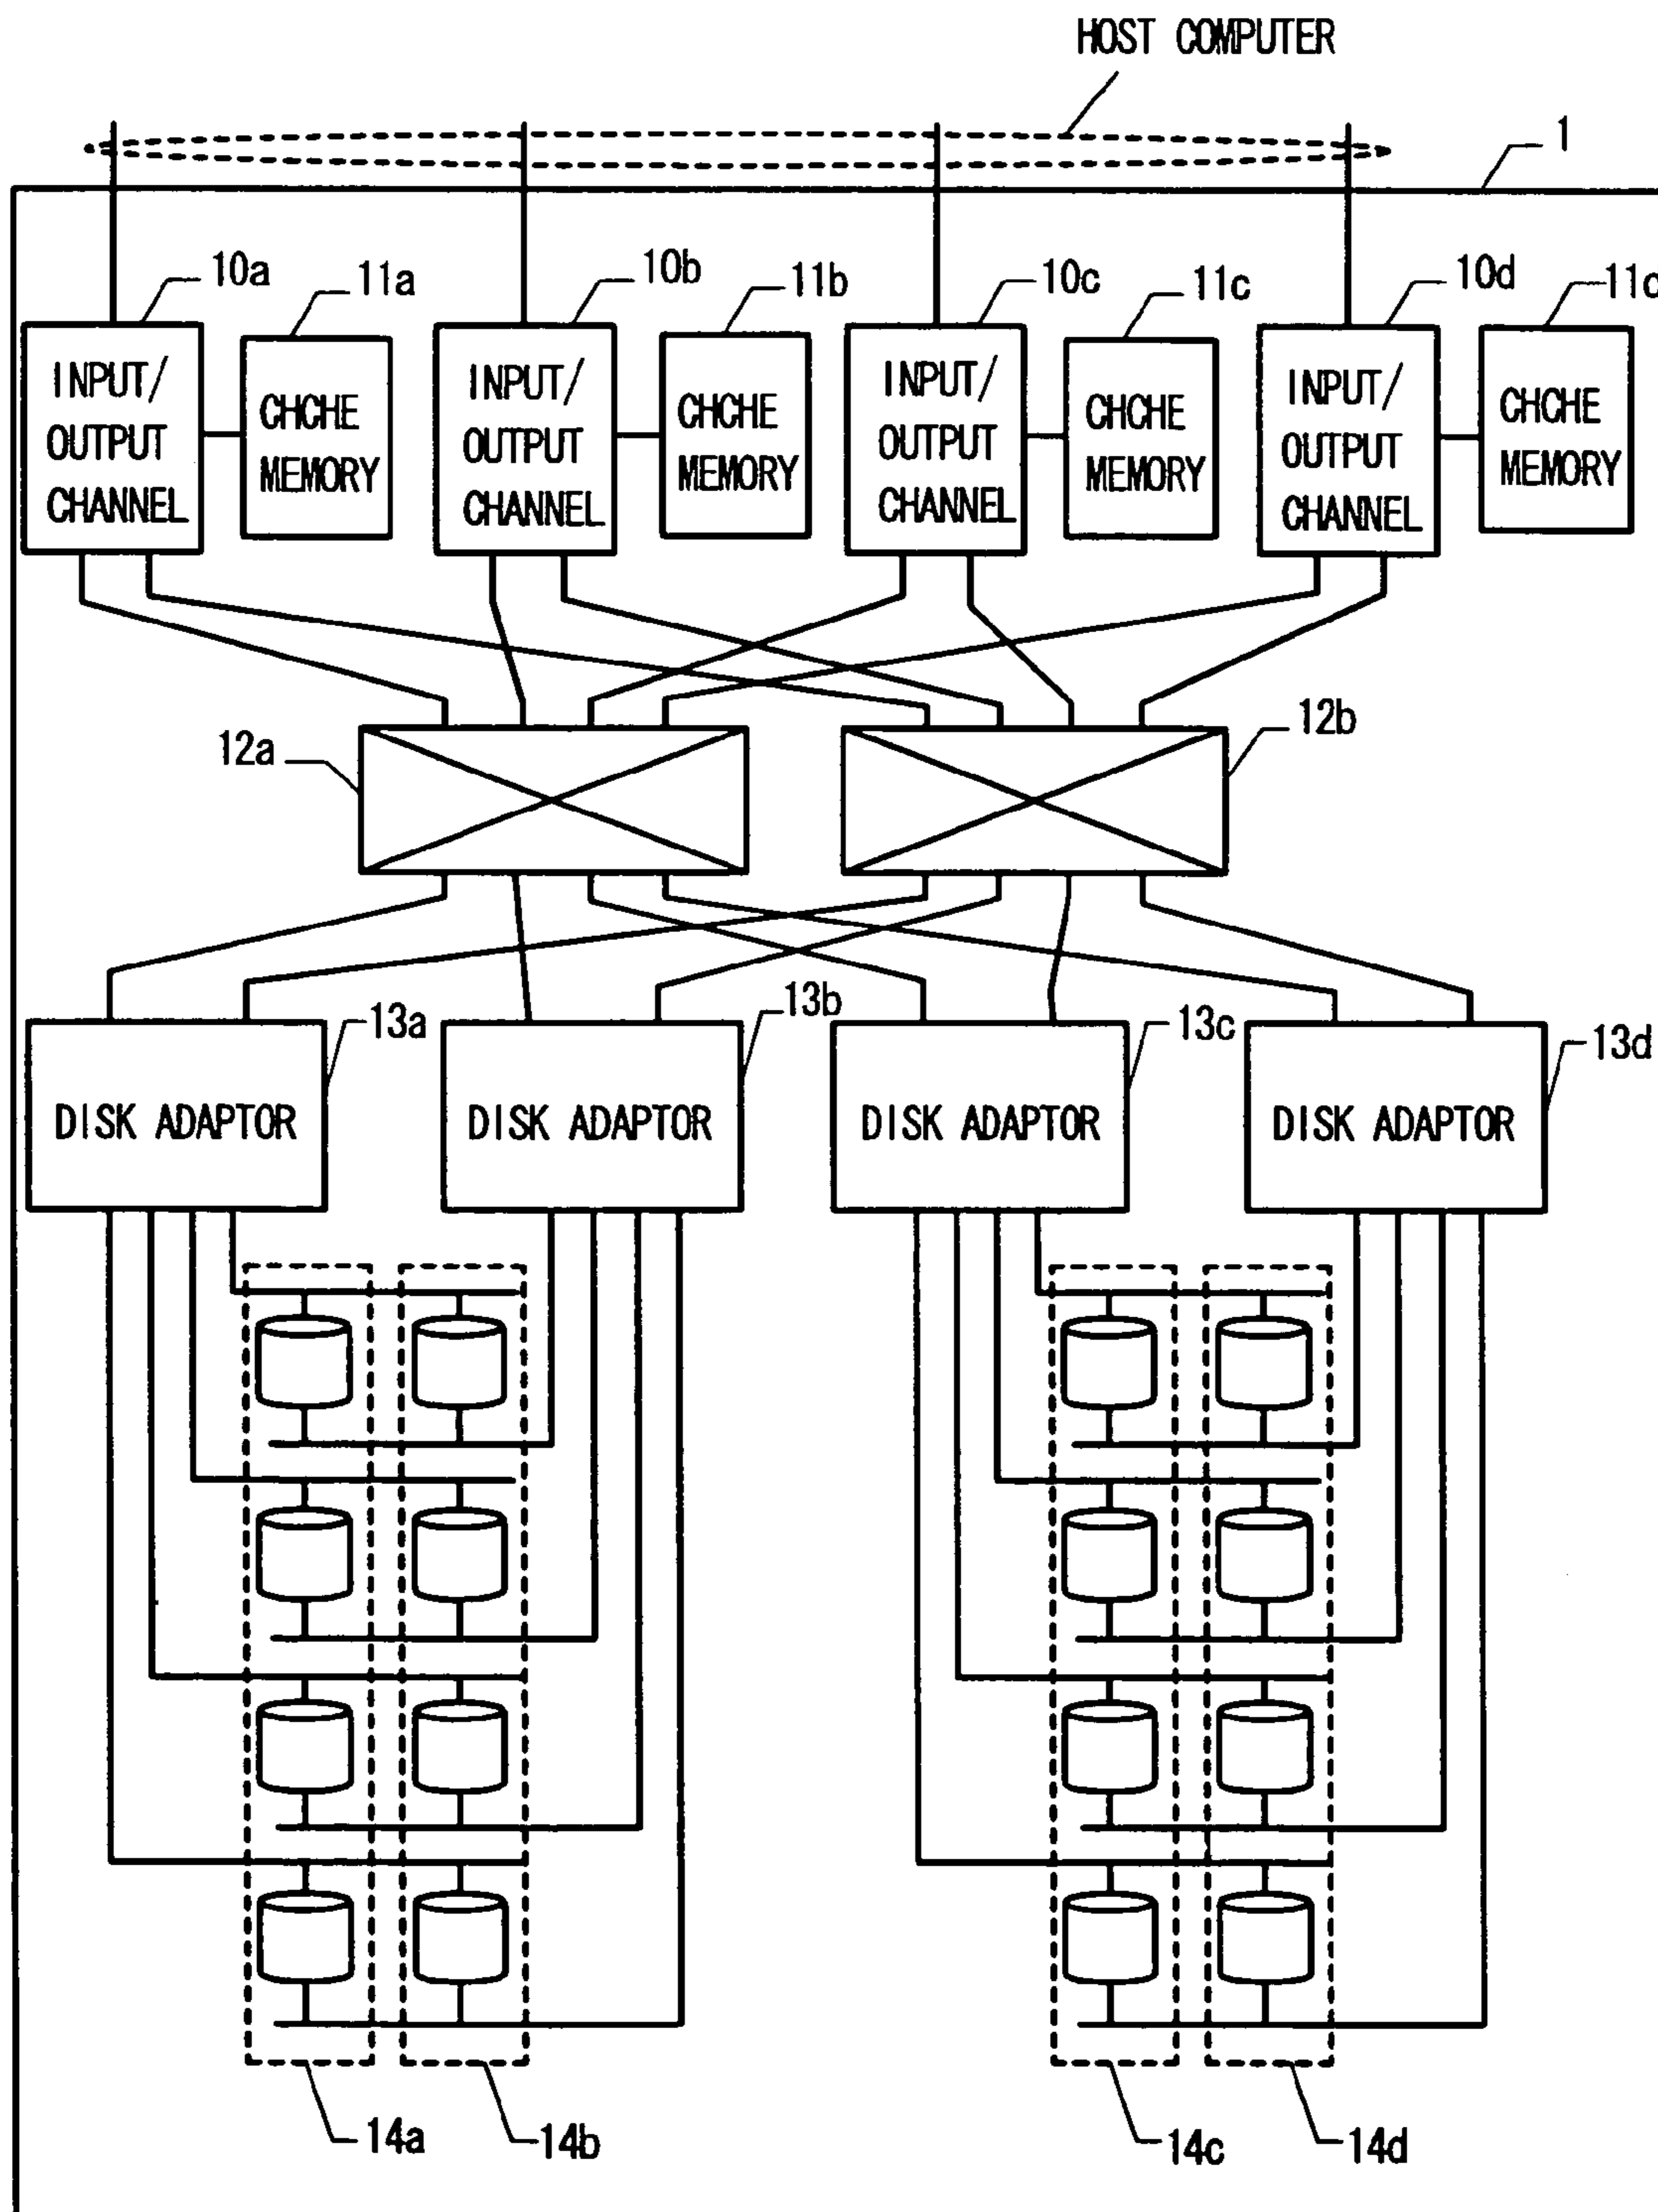 HOST COMPUTER
1
10a
11a
10b
11b
10c
11c
10d
INPUT/
OUTPUT
CHANNEL
CHCHE
MEMORY
INPUT/
OUTPUT
CHANNEL
CHCHE
MEMORY
INPUT/
OUTPUT
CHANNEL
CHCHE
MEMORY
INPUT/
OUTPUT
CHANNEL
CHCHE
MEMORY
12a
12b
13a
13b
13c
13d
DISK ADAPTOR
DISK ADAPTOR
DISK ADAPTOR
DISK ADAPTOR
14a
14b
14c
14d